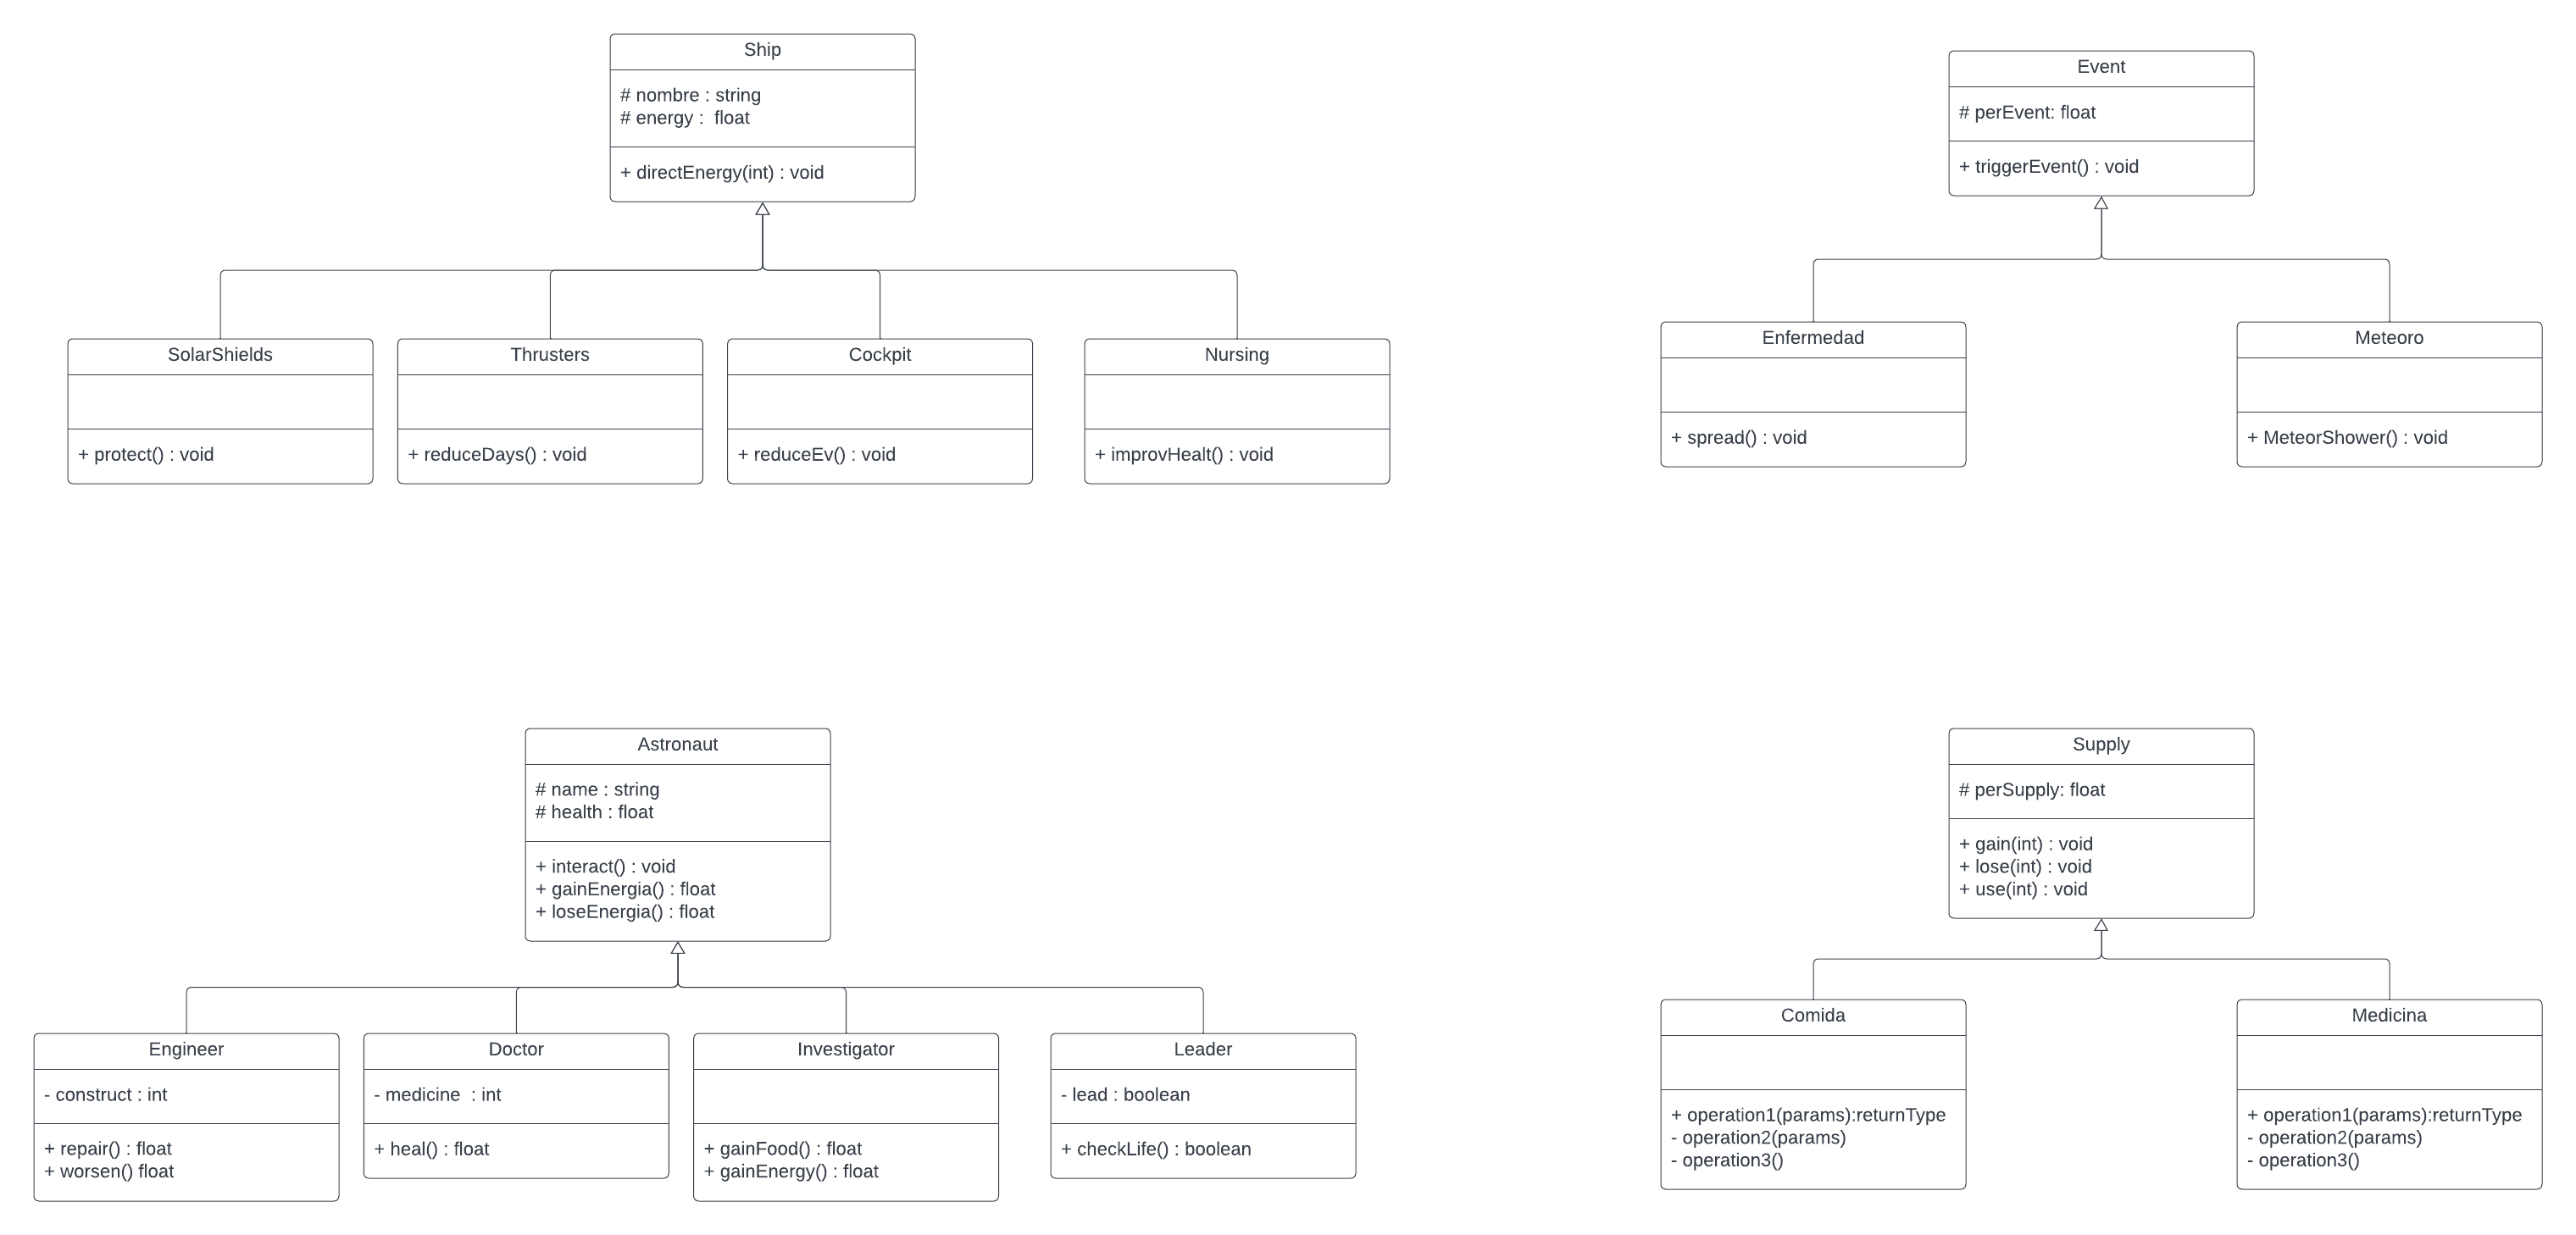 Ship
# nombre : string
# energy :  float
+ directEnergy(int) : void
Event
# perEvent: float
+ triggerEvent() : void
SolarShields
+ protect() : void
Thrusters
+ reduceDays() : void
Cockpit
+ reduceEv() : void
Nursing
+ improvHealt() : void
Enfermedad
+ spread() : void
Meteoro
+ MeteorShower() : void
Astronaut
# name : string
# health : float
+ interact() : void
+ gainEnergia() : float
+ loseEnergia() : float
Supply
# perSupply: float
+ gain(int) : void
+ lose(int) : void
+ use(int) : void
Engineer
- construct : int
+ repair() : float
+ worsen() float
Doctor
- medicine  : int
+ heal() : float
Investigator
+ gainFood() : float
+ gainEnergy() : float
Leader
- lead : boolean
+ checkLife() : boolean
Comida
+ operation1(params):returnType
- operation2(params)
- operation3()
Medicina
+ operation1(params):returnType
- operation2(params)
- operation3()